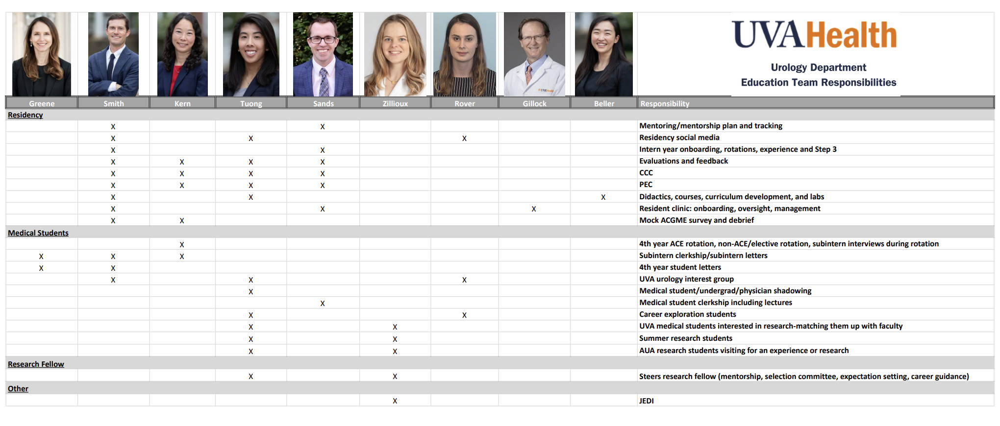 UVAHealth
Urology Department
Education Team Responsibilities
Greene Smith Kern Tuong Sands Zillioux Rover Gillock Beller Responsibility
Residency
X X Mentoring/mentorship plan and tracking
X X X Residency social media
X X Intern year onboarding, rotations, experience and Step 3
X X X X Evaluations and feedback
X X X X CCC
X X X X PEC
X X X Didactics, courses, curriculum development, and labs
X X X Resident clinic: onboarding, oversight, management
X X Mock ACGME survey and debrief
Medical Students
X 4th year ACE rotation, non-ACE/elective rotation, subintern interviews during rotation
X X X Subintern clerkship/subintern letters
X X 4th year student letters
X X X UVA urology interest group
X Medical student/undergrad/physician shadowing
X Medical student clerkship including lectures
X X Career exploration students
X X UVA medical students interested in research-matching them up with faculty
X X Summer research students
X X AUA research students visiting for an experience or research
Research Fellow
X X Steers research fellow (mentorship, selection committee, expectation setting, career guidance)
Other
X JEDI